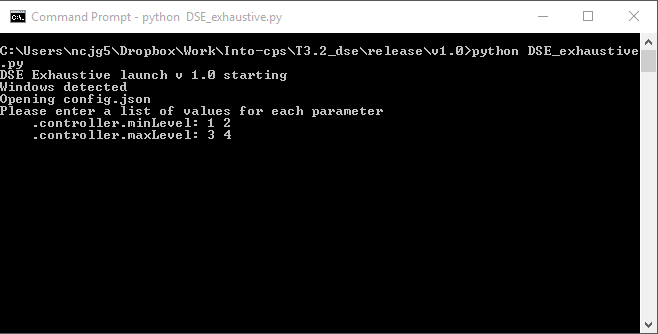 Command Prompt - python  DSE_exhaustive.py
C:\Users\ncjg5\Dropbox\Work\Into-cps\T3.2_dse\release\v1.0>python DSE_exhaustive
.py
DSE Exhaustive launch v 1.0 starting
Windows detected
Opening config.json
Please enter a list of values for each parameter
    .controller.minLevel: 1 2
    .controller.maxLevel: 3 4